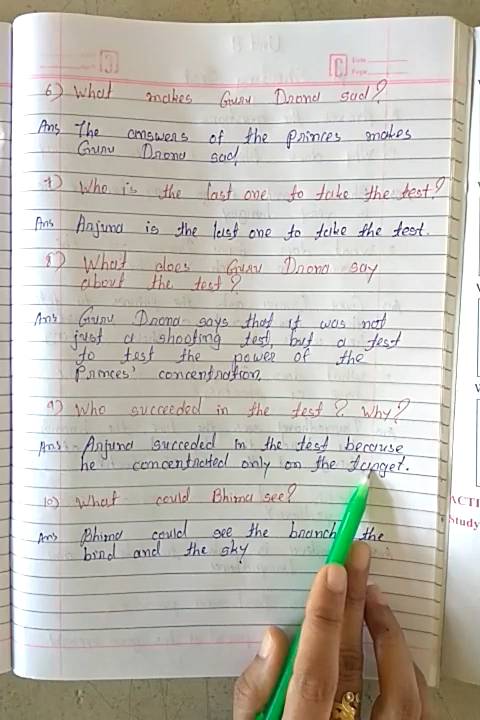 Date
Page
6) What makes Guru Drona sad?
Ans The answers of the princes makes
Guru Drona sad
7) Who is the last one to take the test?
Ans Arjuna is the last one to take the test.
8) What does Guru Drona say
about the test?
Ans Guru Drona says that it was not
just a shooting test, but a test
to test the power of the
Princes' concentration.
9) Who succeeded in the test? Why?
Ans Arjuna succeded in the test because
he concentrated only on the target.
10) What could Bhima see?
Ans Bhima could see the branch the
bird and the sky
ACTI
Study